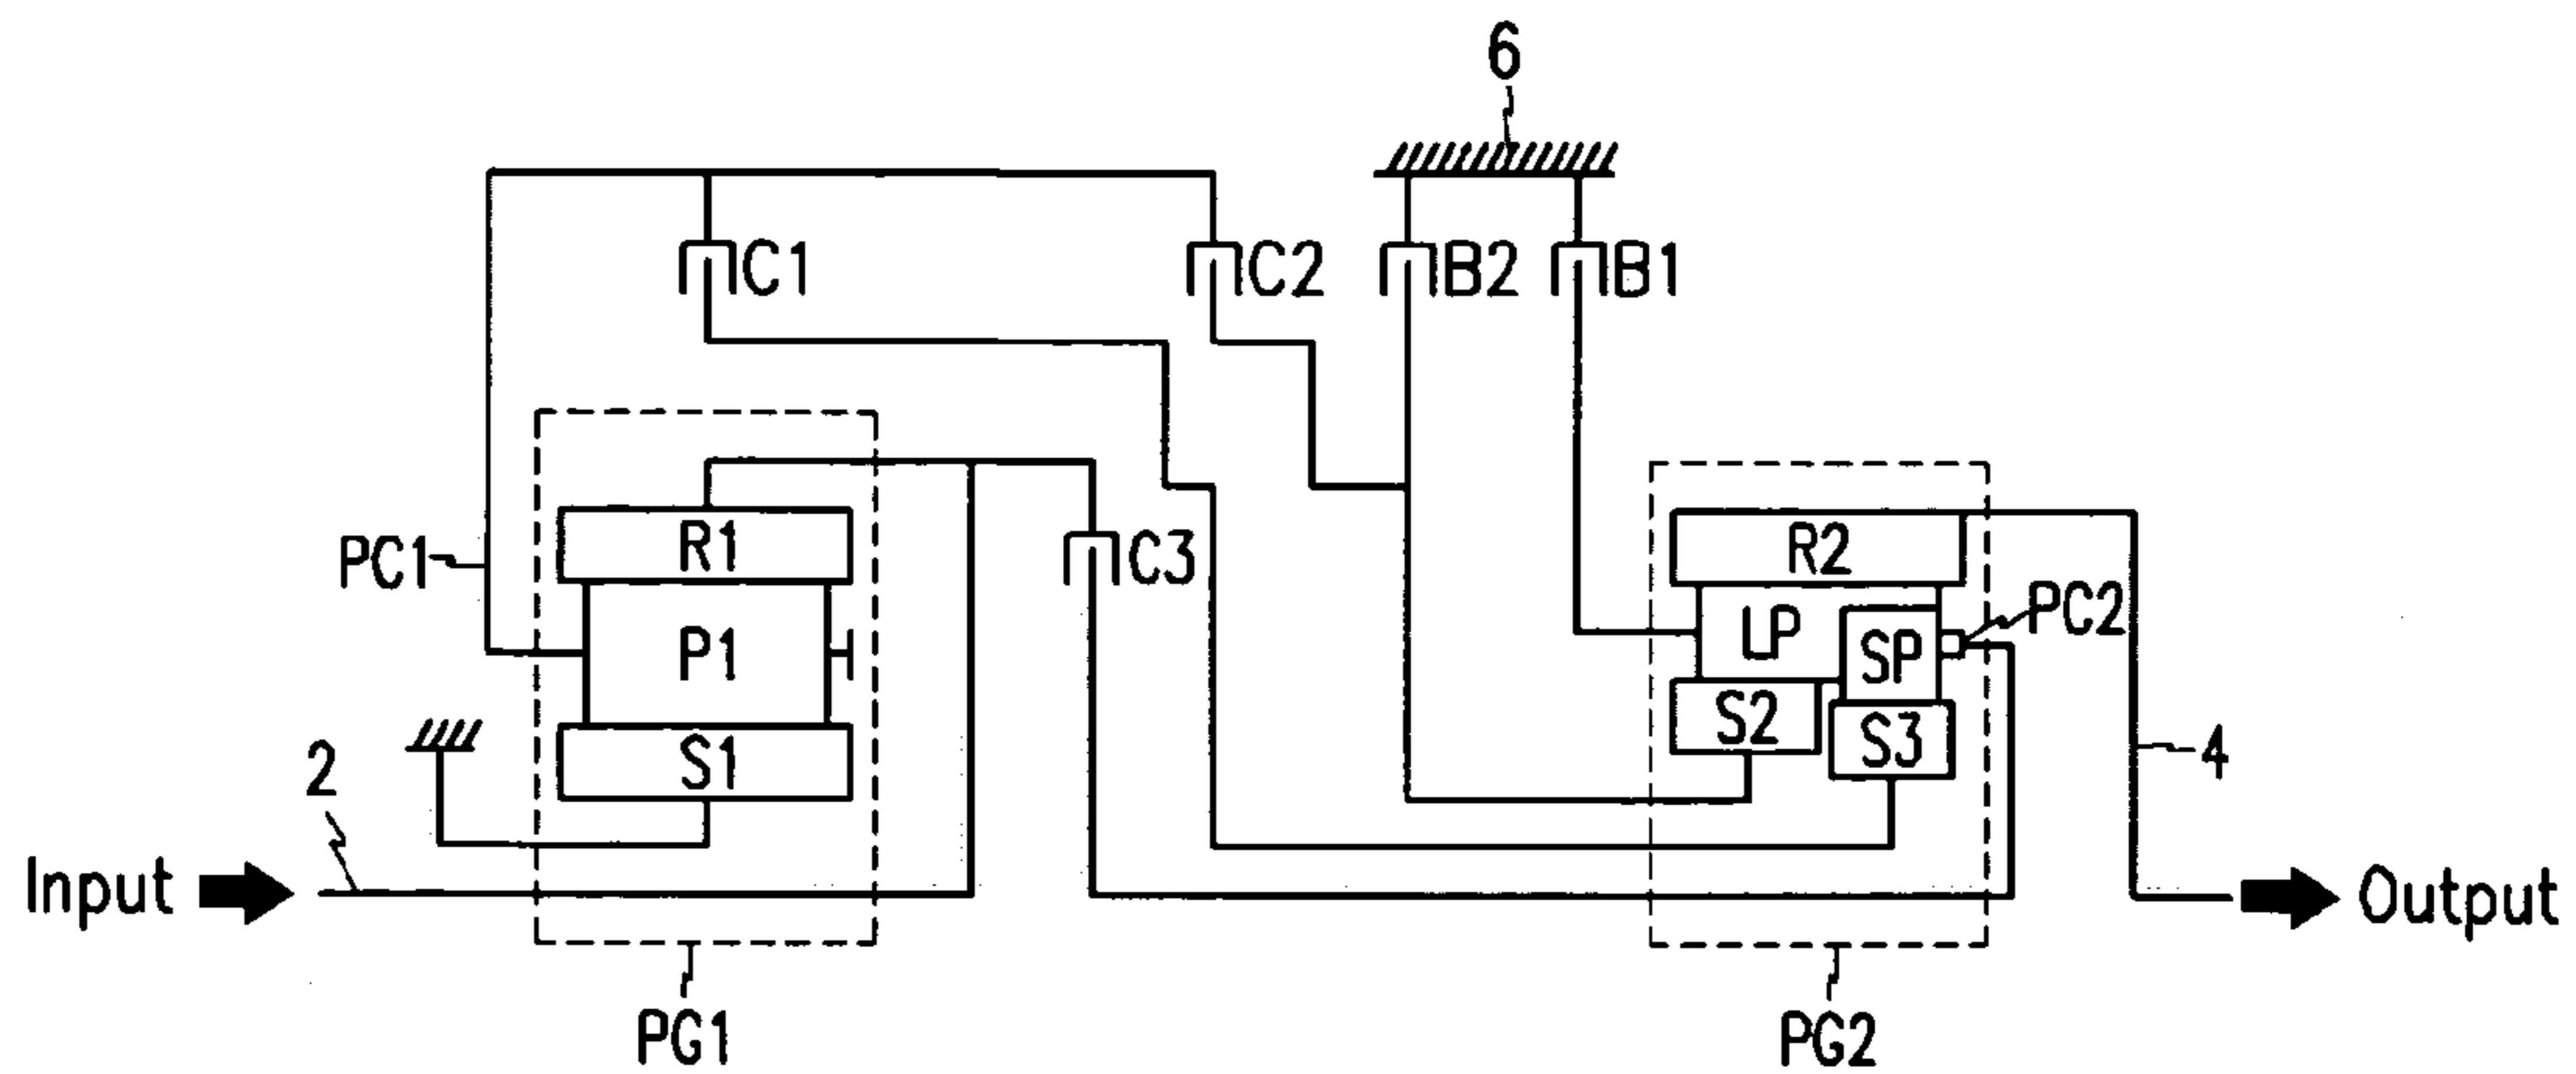 6
C1
C2
B2
B1
PC1
R1
C3
R2
PC2
P1
LP
SP
S2
S3
S1
2
4
Input
Output
PG1
PG2